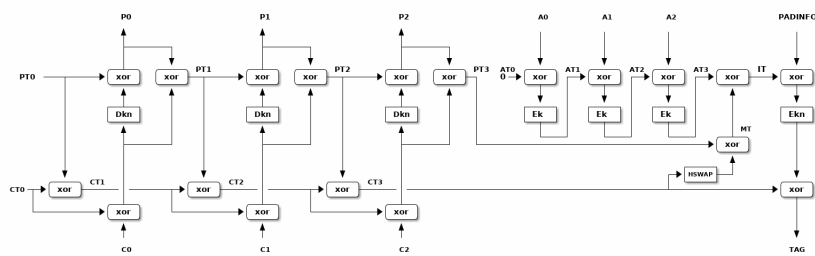 P0 P1 P2 A0 A1 A2 PADINFO
PT0 xor xor PT1 xor xor PT2 xor xor PT3 AT0 0 xor AT1 xor AT2 xor AT3 xor IT xor
Dkn Dkn Dkn Ek Ek Ek Ekn
MT
xor
HSWAP
CT0 xor CT1 xor CT2 xor CT3 xor
xor xor xor
C0 C1 C2 TAG